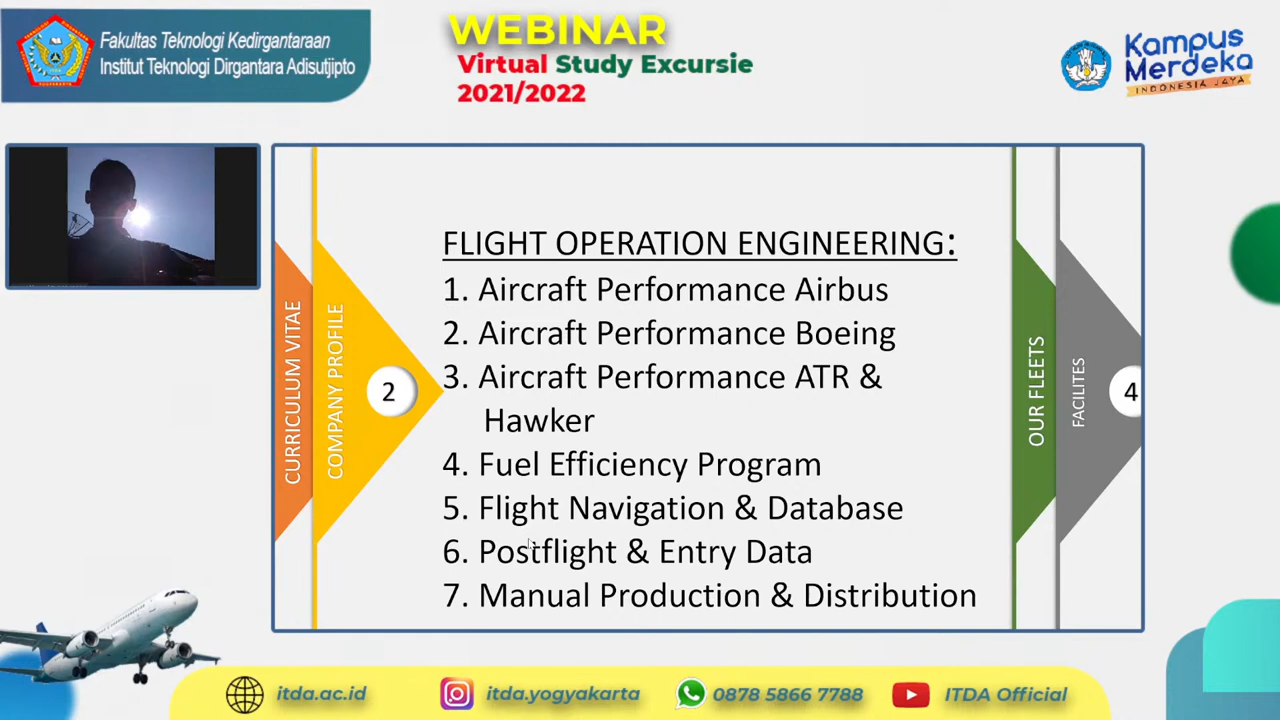 Fakultas Teknologi Kedirgantaraan
Institut Teknologi Dirgantara Adisutjipto
WEBINAR
Virtual Study Excursie
2021/2022
Kampus
Merdeka
INDONESIA JAYA
CURRICULUM VITAE
COMPANY PROFILE
2
FLIGHT OPERATION ENGINEERING:
1. Aircraft Performance Airbus
2. Aircraft Performance Boeing
3. Aircraft Performance ATR &
Hawker
4. Fuel Efficiency Program
5. Flight Navigation & Database
6. Postflight & Entry Data
7. Manual Production & Distribution
OUR FLEETS
FACILITES
4
itda.ac.id
itda.yogyakarta
0878 5866 7788
ITDA Official